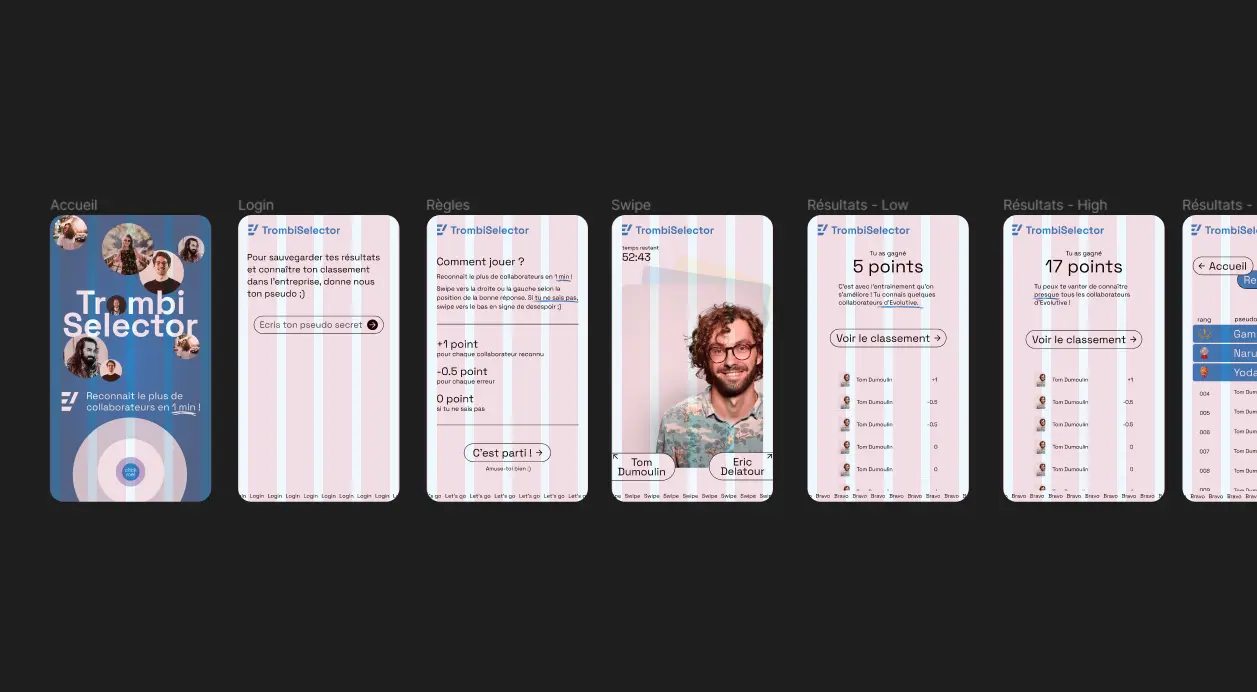 Accueil
Trombi
Selector
Reconnait le plus de
collaborateurs en 1 min !
Login
TrombiSelector
Pour sauvegarder tes résultats
et connaître ton classement
dans l'entreprise, donne nous
ton pseudo ;)
Ecris ton pseudo secret
Login Login Login Login Login Login Login Login
Règles
TrombiSelector
Comment jouer ?
Reconnait le plus de collaborateurs en 1 min !
Swipe vers la droite ou la gauche selon la
position de la bonne réponse. Si tu ne sais pas,
swipe vers le bas en signe de desespoir ;)
+1 point
pour chaque collaborateur reconnu
-0.5 point
pour chaque erreur
0 point
si tu ne sais pas
C'est parti ! →
Amuse-toi bien :)
Let's go Let's go Let's go Let's go Let's go
Swipe
TrombiSelector
temps restant
52:43
Tom
Dumoulin
Eric
Delatour
Swipe Swipe Swipe Swipe Swipe Swipe Swipe
Résultats - Low
TrombiSelector
Tu as gagné
5 points
C'est avec l'entrainement qu'on
s'améliore ! Tu connais quelques
collaborateurs d'Evolutive.
Voir le classement →
Tom Dumoulin +1
Tom Dumoulin -0.5
Tom Dumoulin -0.5
Tom Dumoulin 0
Tom Dumoulin 0
Bravo Bravo Bravo Bravo Bravo Bravo Bravo Bravo
Résultats - High
TrombiSelector
Tu as gagné
17 points
Tu peux te vanter de connaître
presque tous les collaborateurs
d'Evolutive !
Voir le classement →
Tom Dumoulin +1
Tom Dumoulin -0.5
Tom Dumoulin -0.5
Tom Dumoulin 0
Tom Dumoulin 0
Bravo Bravo Bravo Bravo Bravo Bravo Bravo Bravo
Résultats -
TrombiSel
← Accueil
Re
rang pseudo
Gam
Naru
Yoda
004 Tom Dum
005 Tom Dum
006 Tom Dum
007 Tom Dum
008 Tom Dum
Bravo Bravo Bravo Bravo